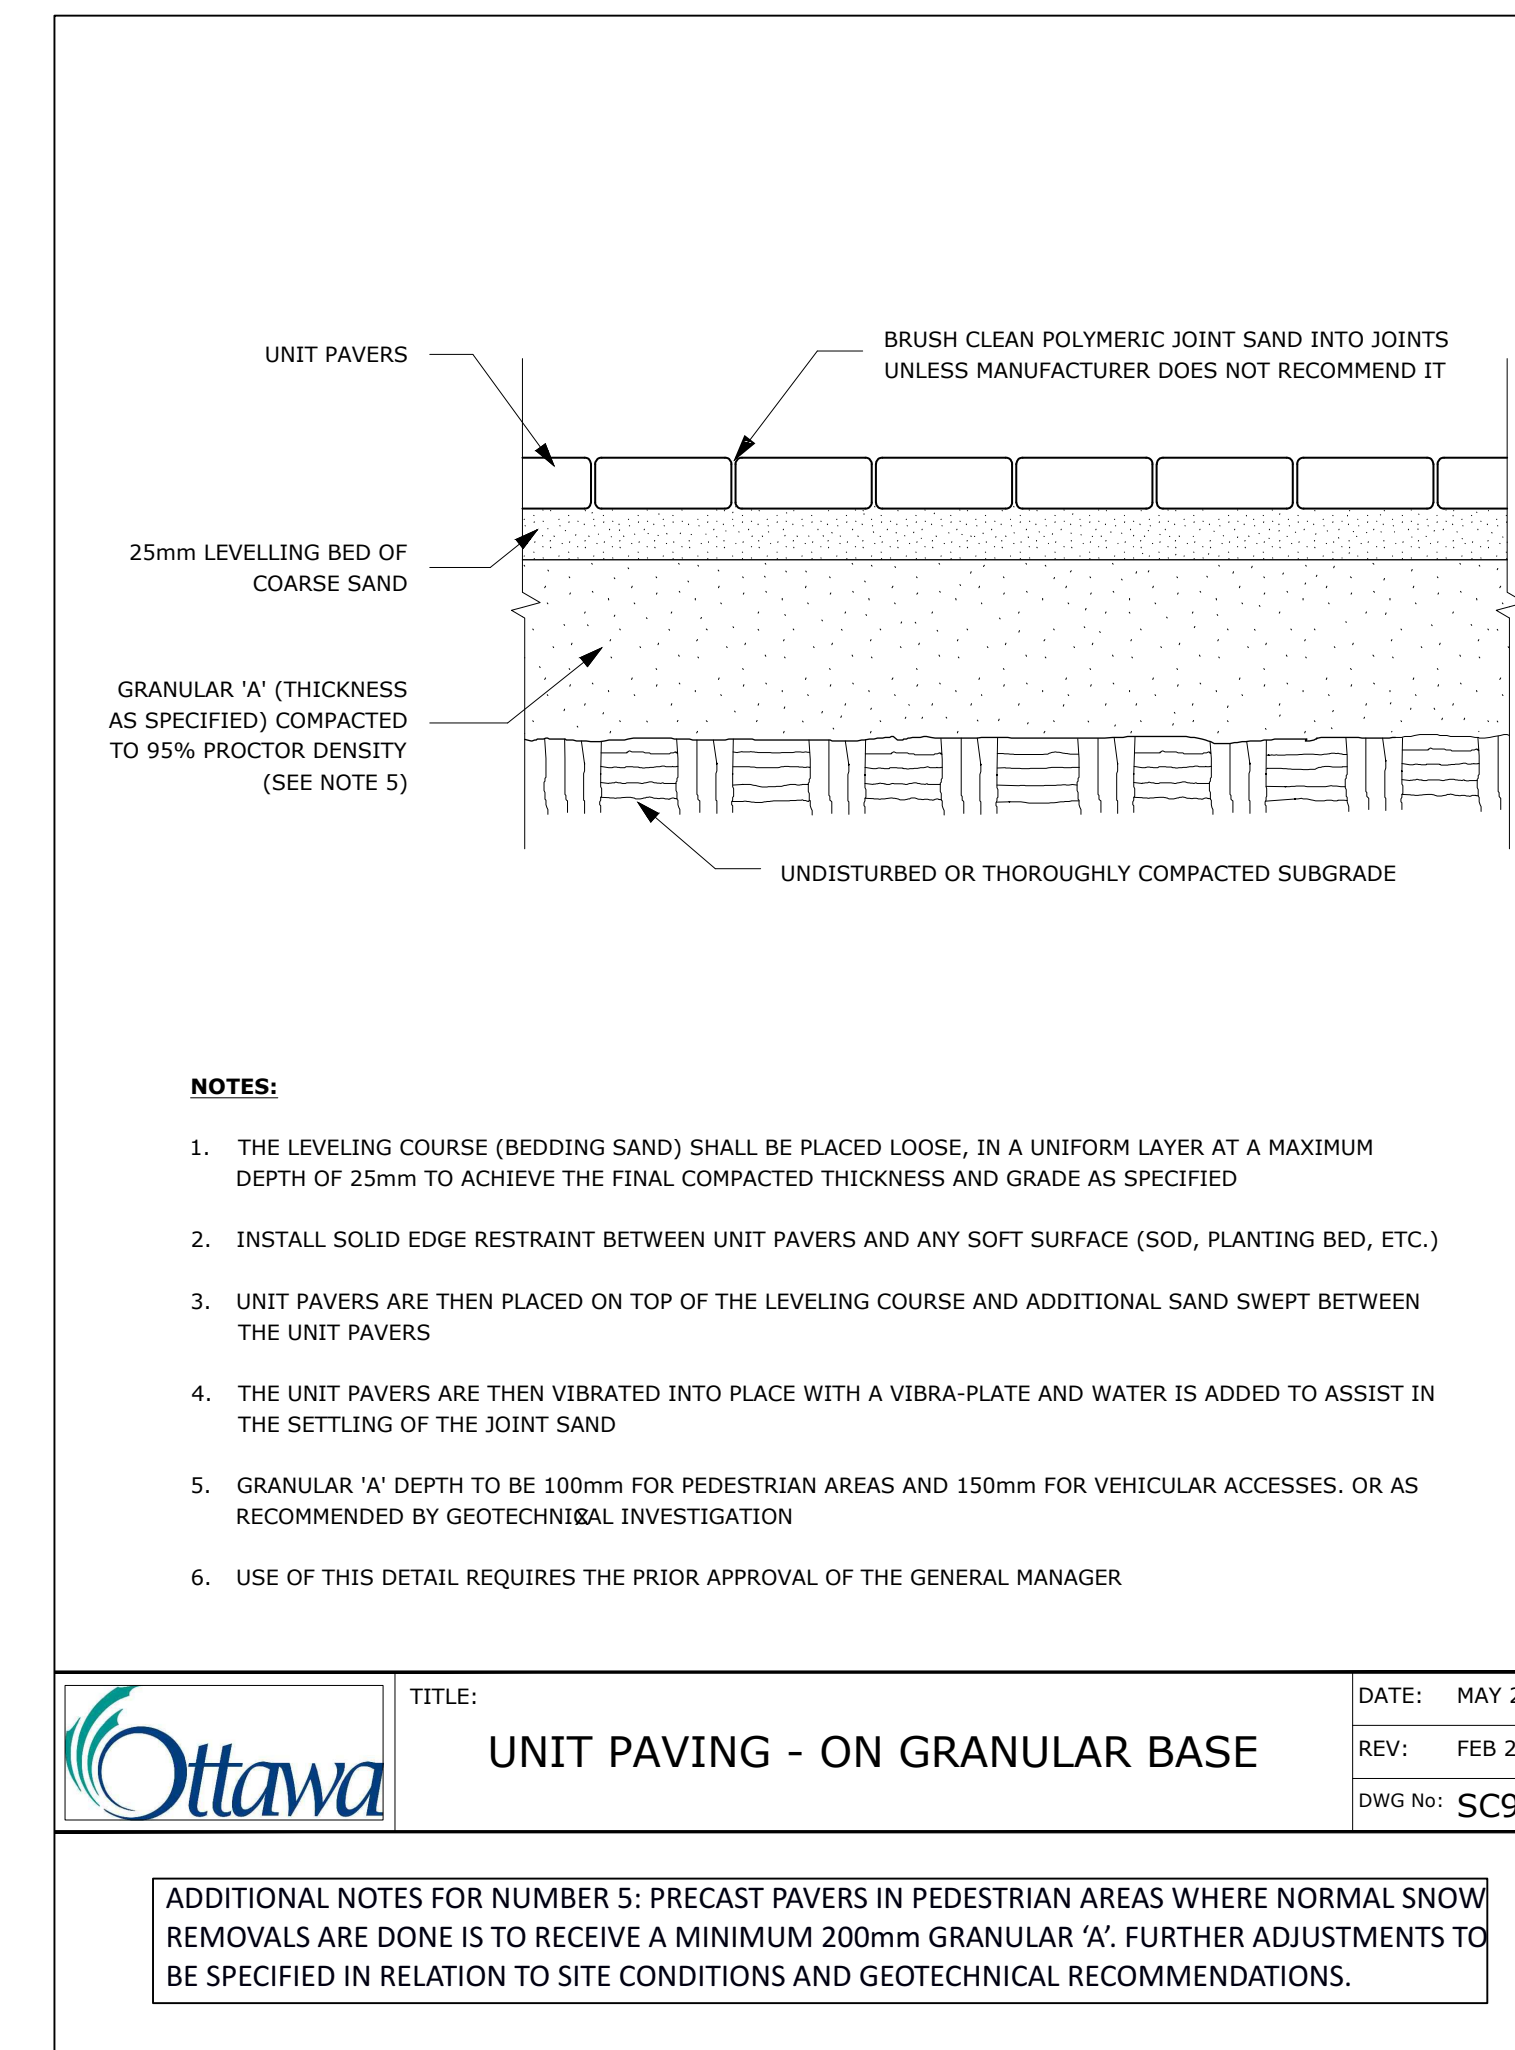 UNIT PAVERS
BRUSH CLEAN POLYMERIC JOINT SAND INTO JOINTS
UNLESS MANUFACTURER DOES NOT RECOMMEND IT
25mm LEVELLING BED OF
COARSE SAND
GRANULAR 'A' (THICKNESS
AS SPECIFIED) COMPACTED
TO 95% PROCTOR DENSITY
(SEE NOTE 5)
UNDISTURBED OR THOROUGHLY COMPACTED SUBGRADE
NOTES:
1. THE LEVELING COURSE (BEDDING SAND) SHALL BE PLACED LOOSE, IN A UNIFORM LAYER AT A MAXIMUM
DEPTH OF 25mm TO ACHIEVE THE FINAL COMPACTED THICKNESS AND GRADE AS SPECIFIED
2. INSTALL SOLID EDGE RESTRAINT BETWEEN UNIT PAVERS AND ANY SOFT SURFACE (SOD, PLANTING BED, ETC.)
3. UNIT PAVERS ARE THEN PLACED ON TOP OF THE LEVELING COURSE AND ADDITIONAL SAND SWEPT BETWEEN
THE UNIT PAVERS
4. THE UNIT PAVERS ARE THEN VIBRATED INTO PLACE WITH A VIBRA-PLATE AND WATER IS ADDED TO ASSIST IN
THE SETTLING OF THE JOINT SAND
5. GRANULAR 'A' DEPTH TO BE 100mm FOR PEDESTRIAN AREAS AND 150mm FOR VEHICULAR ACCESSES. OR AS
RECOMMENDED BY GEOTECHNICAL INVESTIGATION
6. USE OF THIS DETAIL REQUIRES THE PRIOR APPROVAL OF THE GENERAL MANAGER
Ottawa
TITLE:
UNIT PAVING - ON GRANULAR BASE
DATE: MAY
REV: FEB
DWG No: SC9
ADDITIONAL NOTES FOR NUMBER 5: PRECAST PAVERS IN PEDESTRIAN AREAS WHERE NORMAL SNOW
REMOVALS ARE DONE IS TO RECEIVE A MINIMUM 200mm GRANULAR ‘A’. FURTHER ADJUSTMENTS TO
BE SPECIFIED IN RELATION TO SITE CONDITIONS AND GEOTECHNICAL RECOMMENDATIONS.